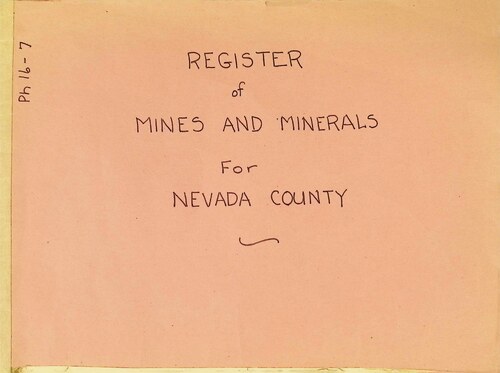 Ph 16-7
REGISTER
of
MINES AND MINERALS
For
NEVADA COUNTY